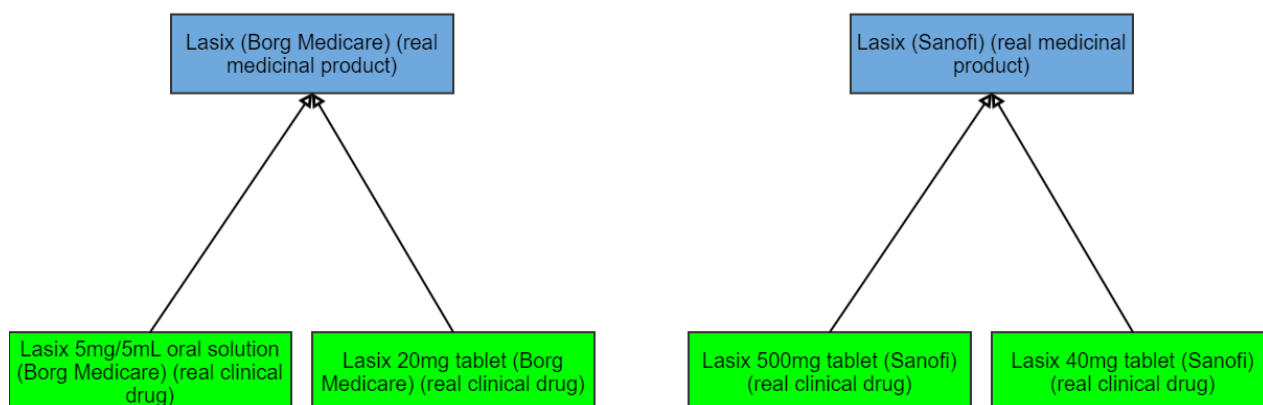 Lasix (Borg Medicare) (real
medicinal product)
Lasix (Sanofi) (real medicinal
product)
Lasix 5mg/5mL oral solution
(Borg Medicare) (real clinical
drug)
Lasix 20mg tablet (Borg
Medicare) (real clinical drug)
Lasix 500mg tablet (Sanofi)
(real clinical drug)
Lasix 40mg tablet (Sanofi)
(real clinical drug)